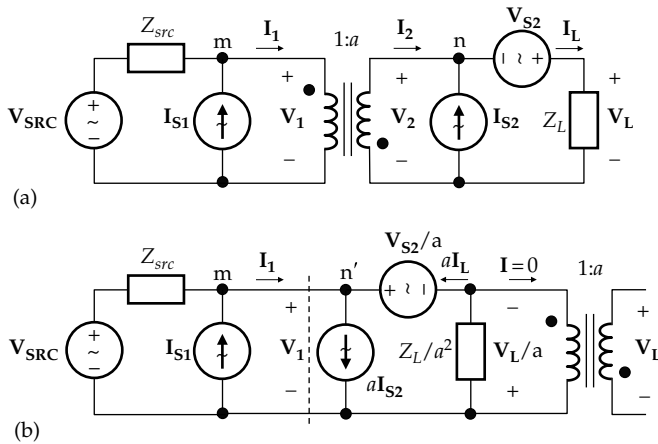 Z_src m I_1 1:a I_2 n V_S2 I_L
+ + − ~ + +
V_SRC + ~ − I_S1 ~ V_1 V_2 ~ I_S2 Z_L V_L
− − −
(a)
V_S2/a
Z_src m I_1 n′ aI_L I = 0 1:a
+ + ~ − − +
V_SRC + ~ − I_S1 ~ V_1 ~ Z_L/a² V_L/a V_L
− aI_S2 + −
(b)